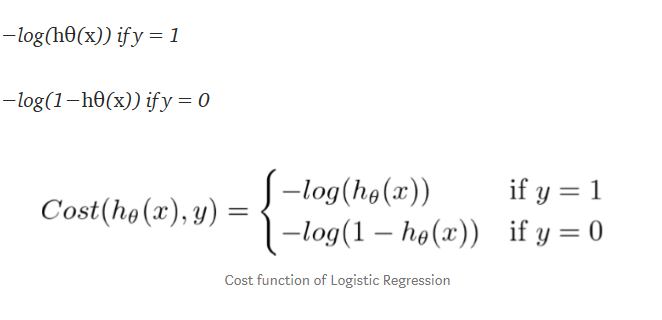 −log(hθ(x)) if y = 1
−log(1−hθ(x)) if y = 0
Cost(hθ(x), y) = { −log(hθ(x)) if y = 1
−log(1 − hθ(x)) if y = 0
Cost function of Logistic Regression